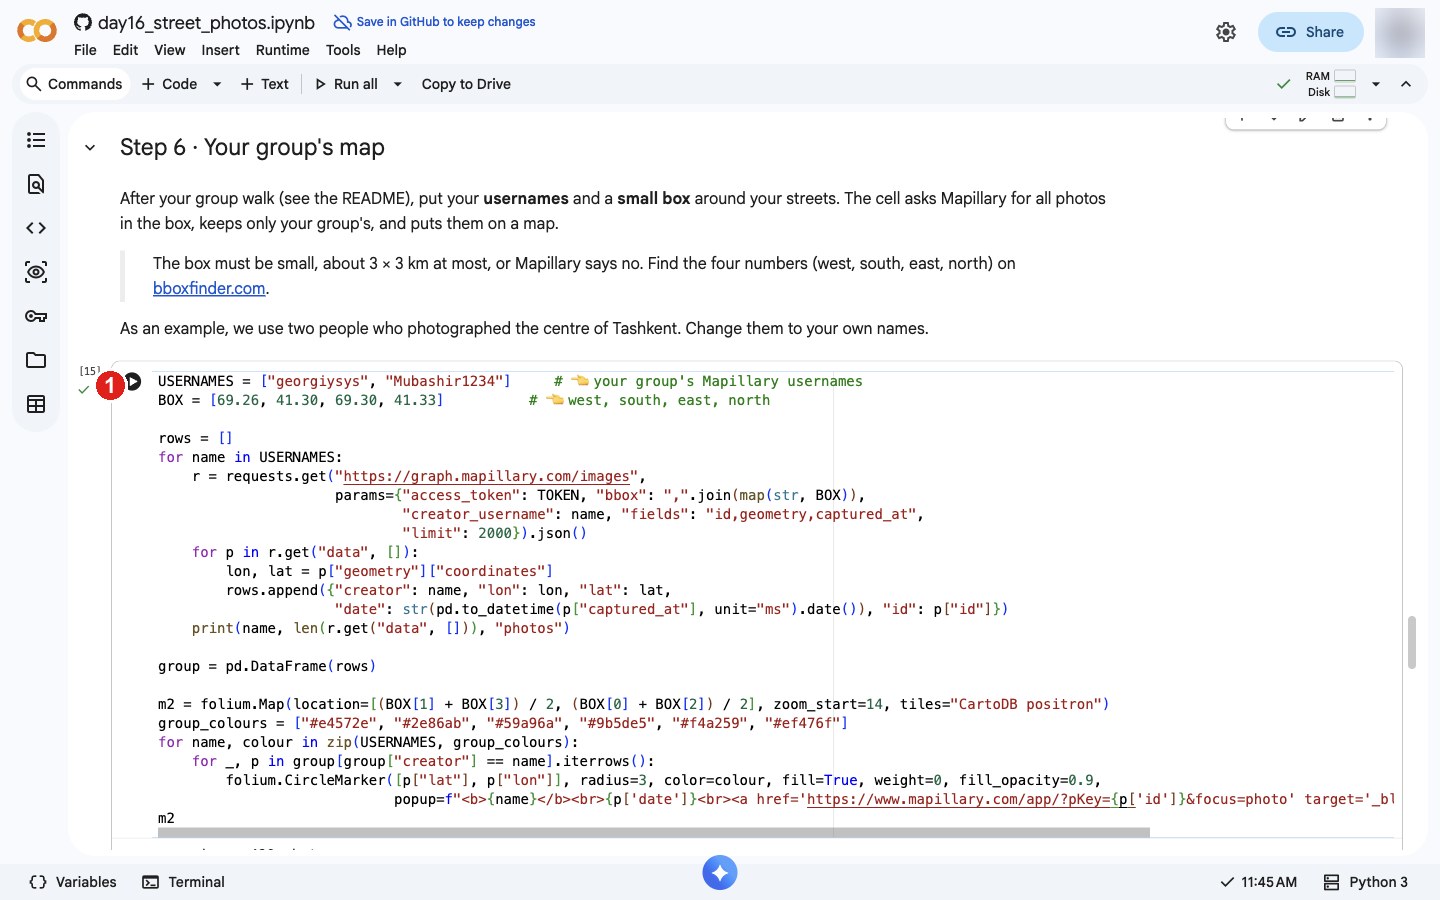 day16_street_photos.ipynb
Save in GitHub to keep changes
File Edit View Insert Runtime Tools Help
Share
Commands + Code + Text Run all Copy to Drive
RAM
Disk
Step 6 · Your group's map
After your group walk (see the README), put your usernames and a small box around your streets. The cell asks Mapillary for all photos
in the box, keeps only your group's, and puts them on a map.
The box must be small, about 3 × 3 km at most, or Mapillary says no. Find the four numbers (west, south, east, north) on
bboxfinder.com.
As an example, we use two people who photographed the centre of Tashkent. Change them to your own names.
[15]
1
USERNAMES = ["georgiysys", "Mubashir1234"]     # 👈 your group's Mapillary usernames
BOX = [69.26, 41.30, 69.30, 41.33]          # 👈 west, south, east, north
rows = []
for name in USERNAMES:
    r = requests.get("https://graph.mapillary.com/images",
                     params={"access_token": TOKEN, "bbox": ",".join(map(str, BOX)),
                             "creator_username": name, "fields": "id,geometry,captured_at",
                             "limit": 2000}).json()
    for p in r.get("data", []):
        lon, lat = p["geometry"]["coordinates"]
        rows.append({"creator": name, "lon": lon, "lat": lat,
                     "date": str(pd.to_datetime(p["captured_at"], unit="ms").date()), "id": p["id"]})
    print(name, len(r.get("data", [])), "photos")
group = pd.DataFrame(rows)
m2 = folium.Map(location=[(BOX[1] + BOX[3]) / 2, (BOX[0] + BOX[2]) / 2], zoom_start=14, tiles="CartoDB positron")
group_colours = ["#e4572e", "#2e86ab", "#59a96a", "#9b5de5", "#f4a259", "#ef476f"]
for name, colour in zip(USERNAMES, group_colours):
    for _, p in group[group["creator"] == name].iterrows():
        folium.CircleMarker([p["lat"], p["lon"]], radius=3, color=colour, fill=True, weight=0, fill_opacity=0.9,
                            popup=f"<b>{name}</b><br>{p['date']}<br><a href='https://www.mapillary.com/app/?pKey={p['id']}&focus=photo' target='_bl
m2
Variables Terminal
11:45 AM Python 3